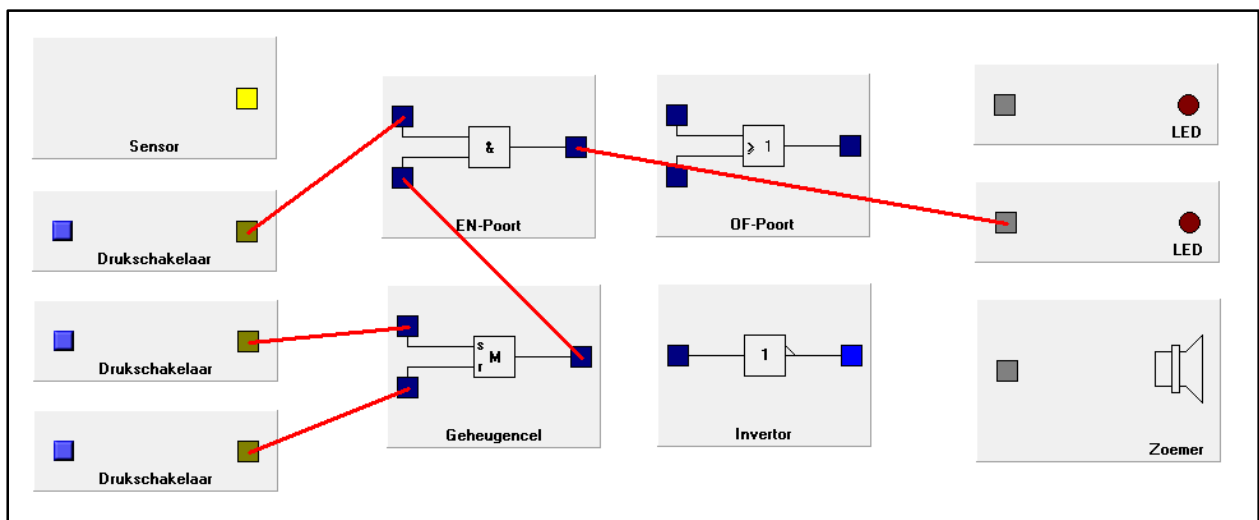 Sensor
Drukschakelaar
Drukschakelaar
Drukschakelaar
&
EN-Poort
s
r
M
Geheugencel
≥ 1
OF-Poort
1
Invertor
LED
LED
Zoemer